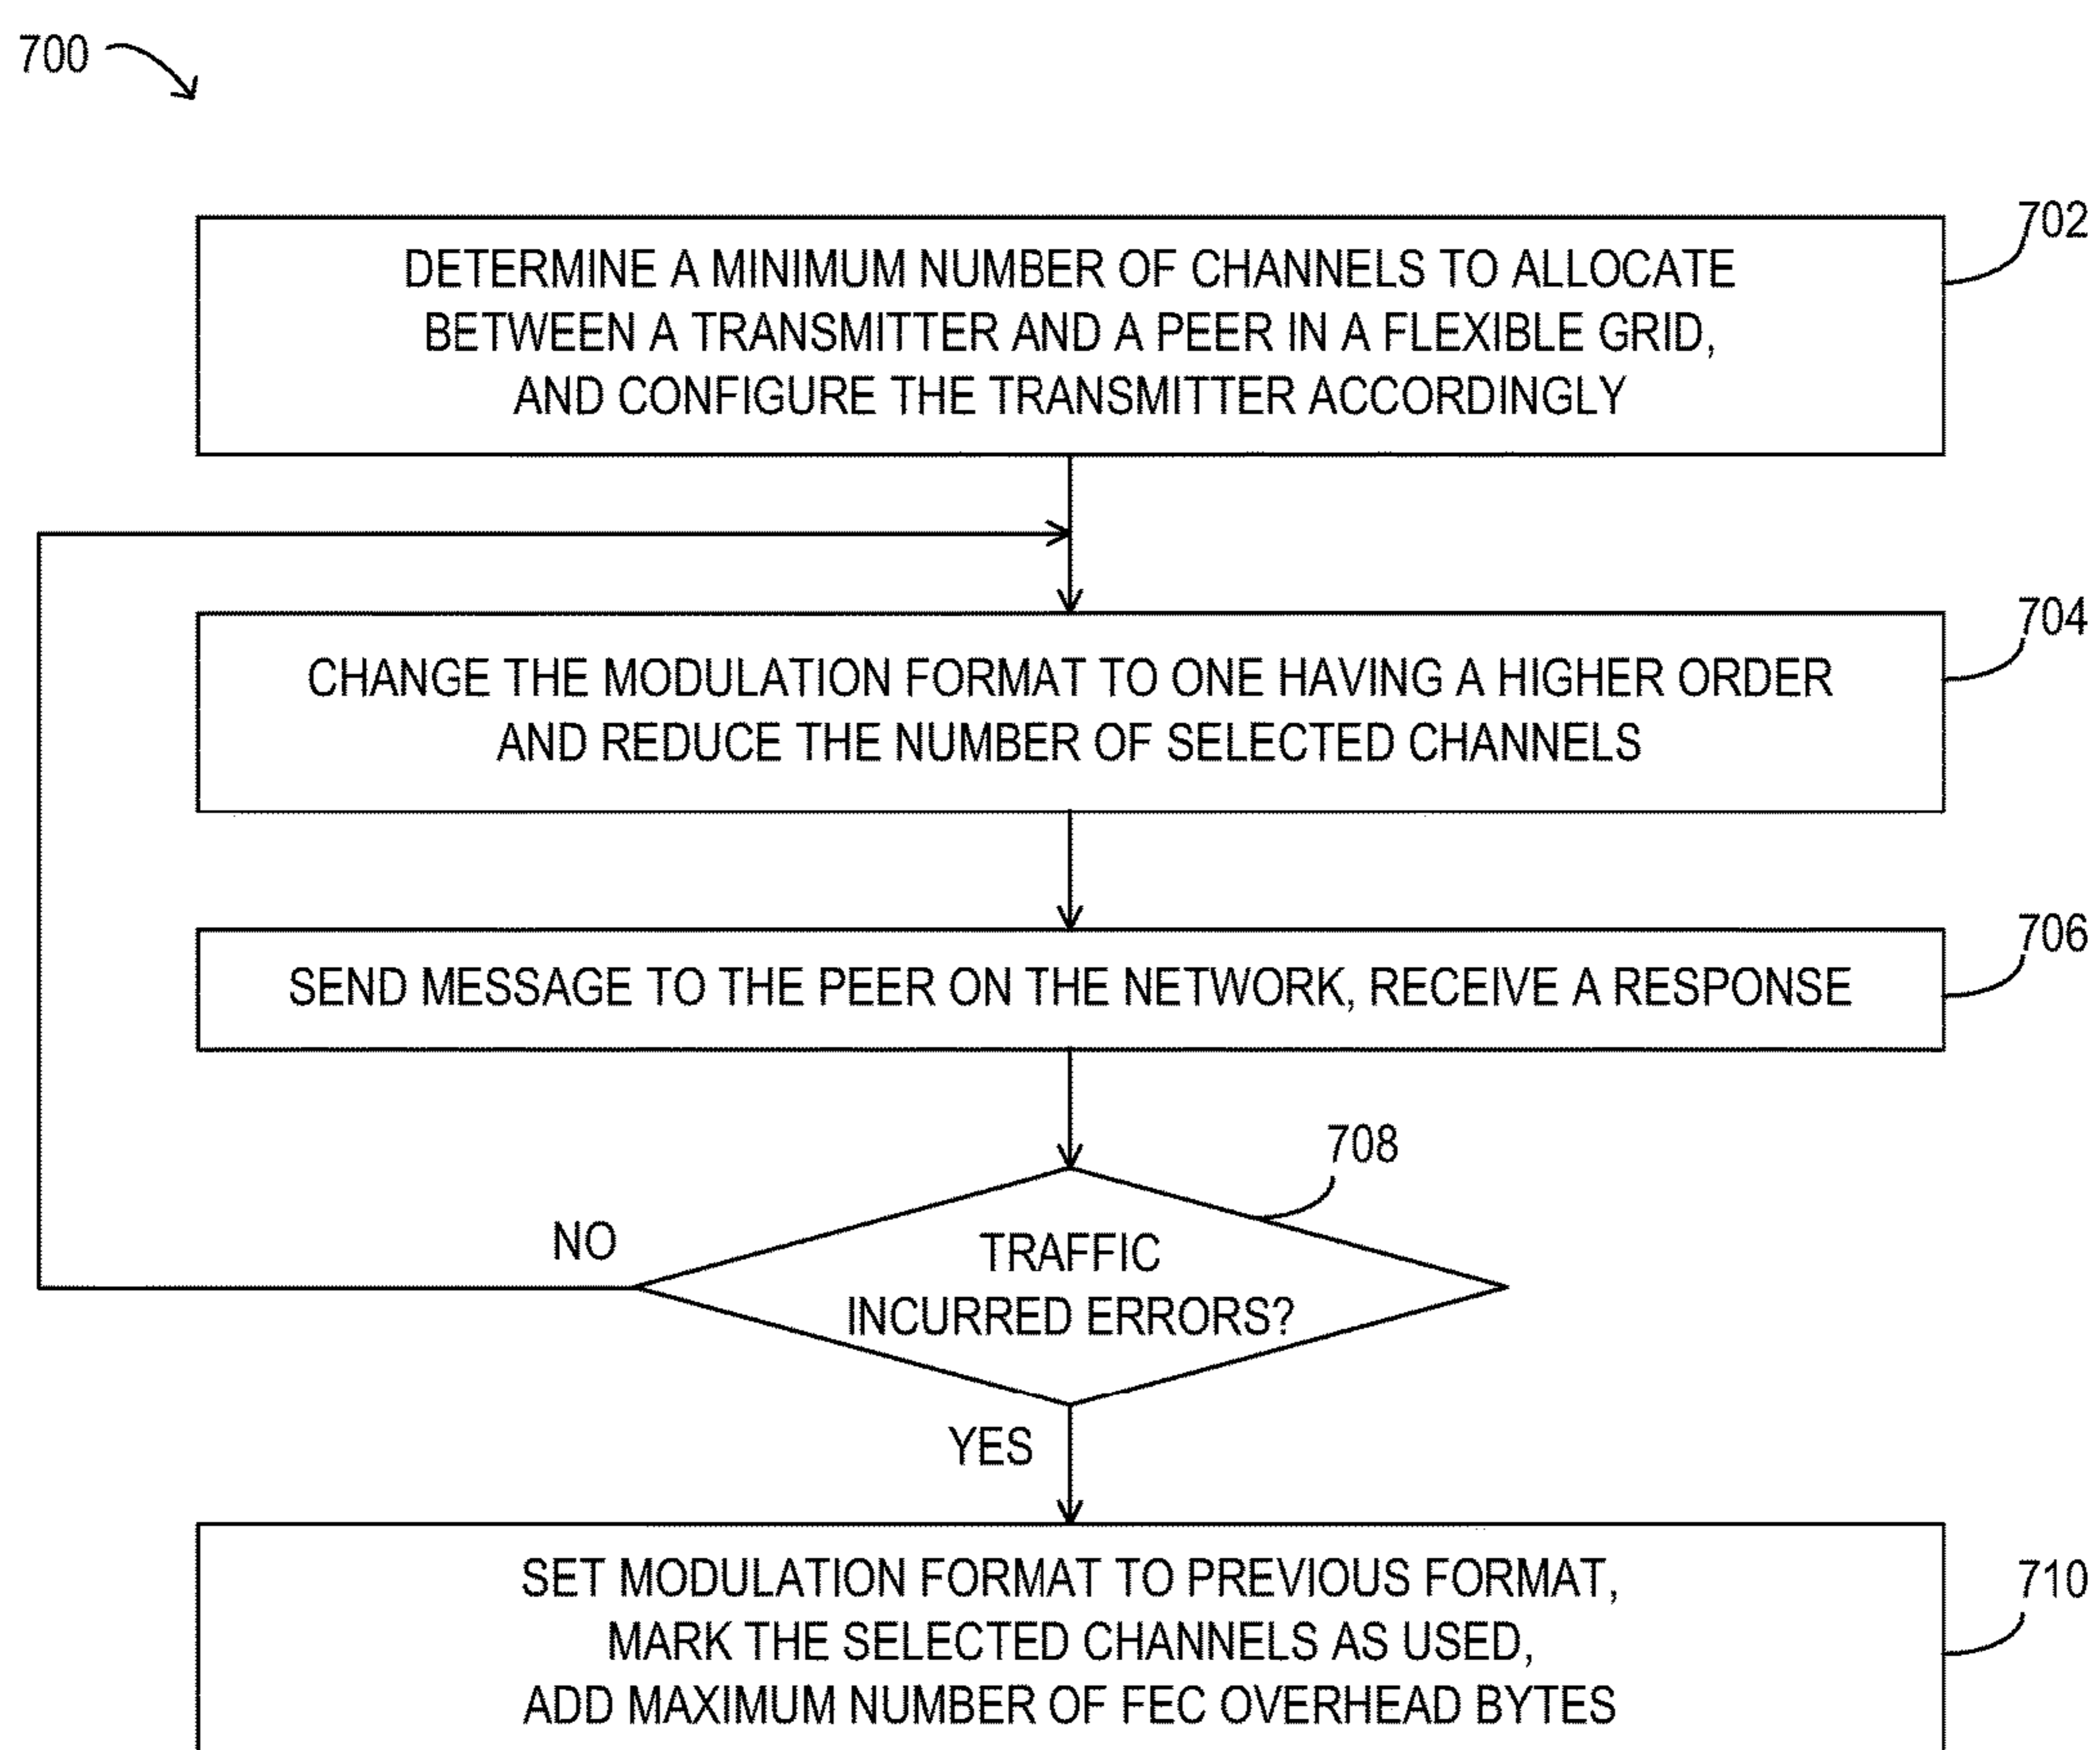 700
702
DETERMINE A MINIMUM NUMBER OF CHANNELS TO ALLOCATE
BETWEEN A TRANSMITTER AND A PEER IN A FLEXIBLE GRID,
AND CONFIGURE THE TRANSMITTER ACCORDINGLY
704
CHANGE THE MODULATION FORMAT TO ONE HAVING A HIGHER ORDER
AND REDUCE THE NUMBER OF SELECTED CHANNELS
706
SEND MESSAGE TO THE PEER ON THE NETWORK, RECEIVE A RESPONSE
708
NO
TRAFFIC
INCURRED ERRORS?
YES
710
SET MODULATION FORMAT TO PREVIOUS FORMAT,
MARK THE SELECTED CHANNELS AS USED,
ADD MAXIMUM NUMBER OF FEC OVERHEAD BYTES